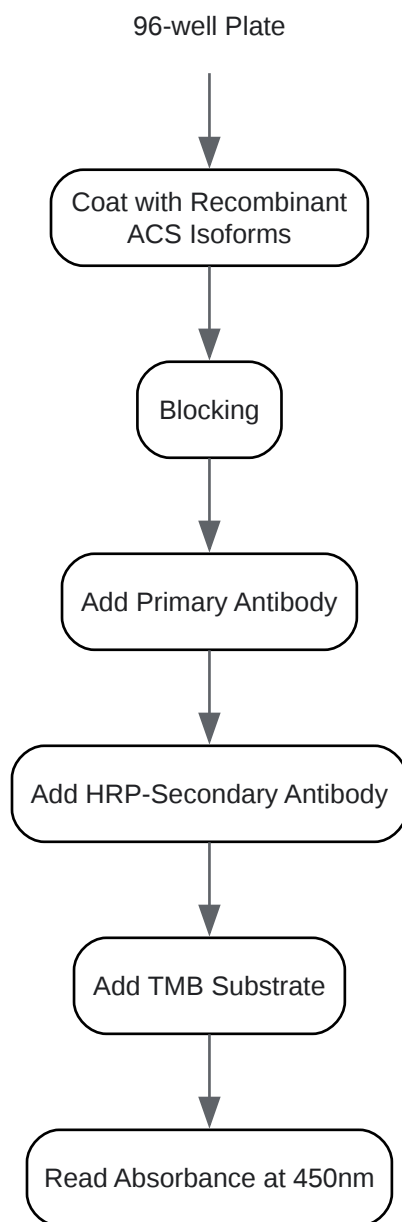 96-well Plate
Coat with Recombinant
ACS Isoforms
Blocking
Add Primary Antibody
Add HRP-Secondary Antibody
Add TMB Substrate
Read Absorbance at 450nm